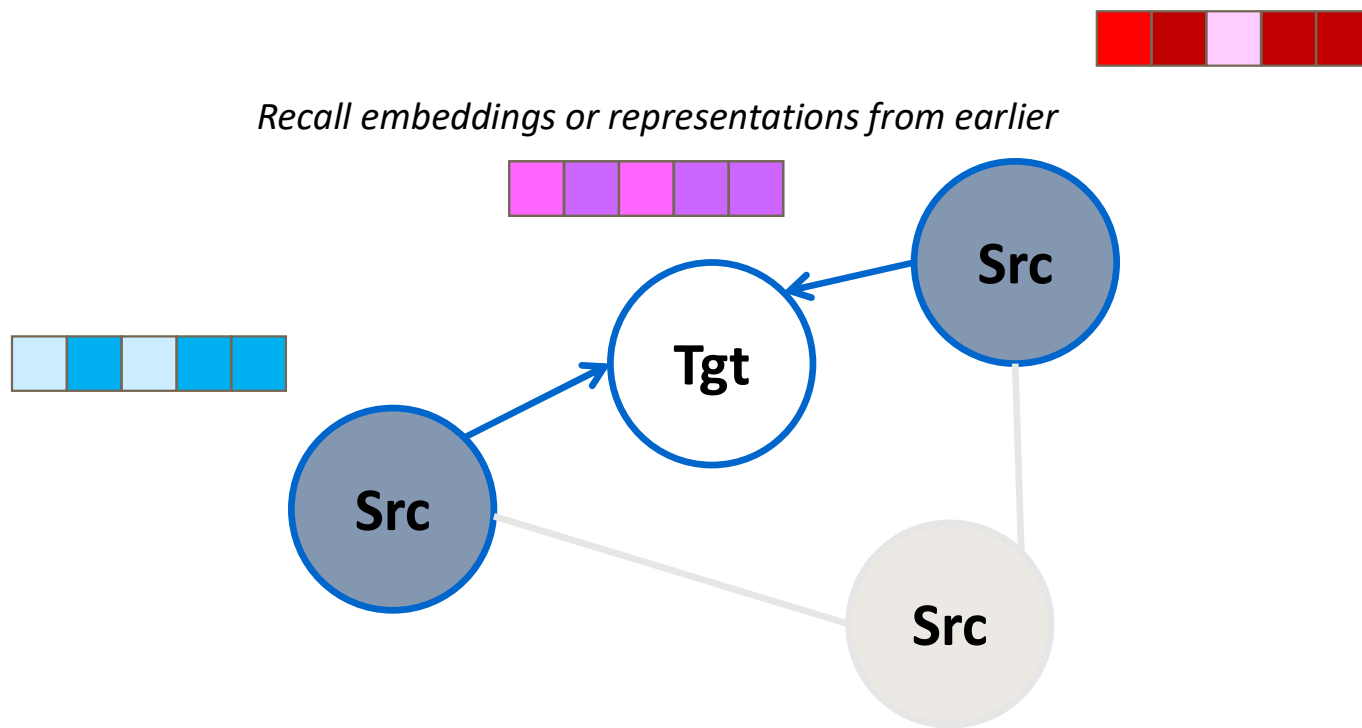 Recall embeddings or representations from earlier
Src
Tgt
Src
Src